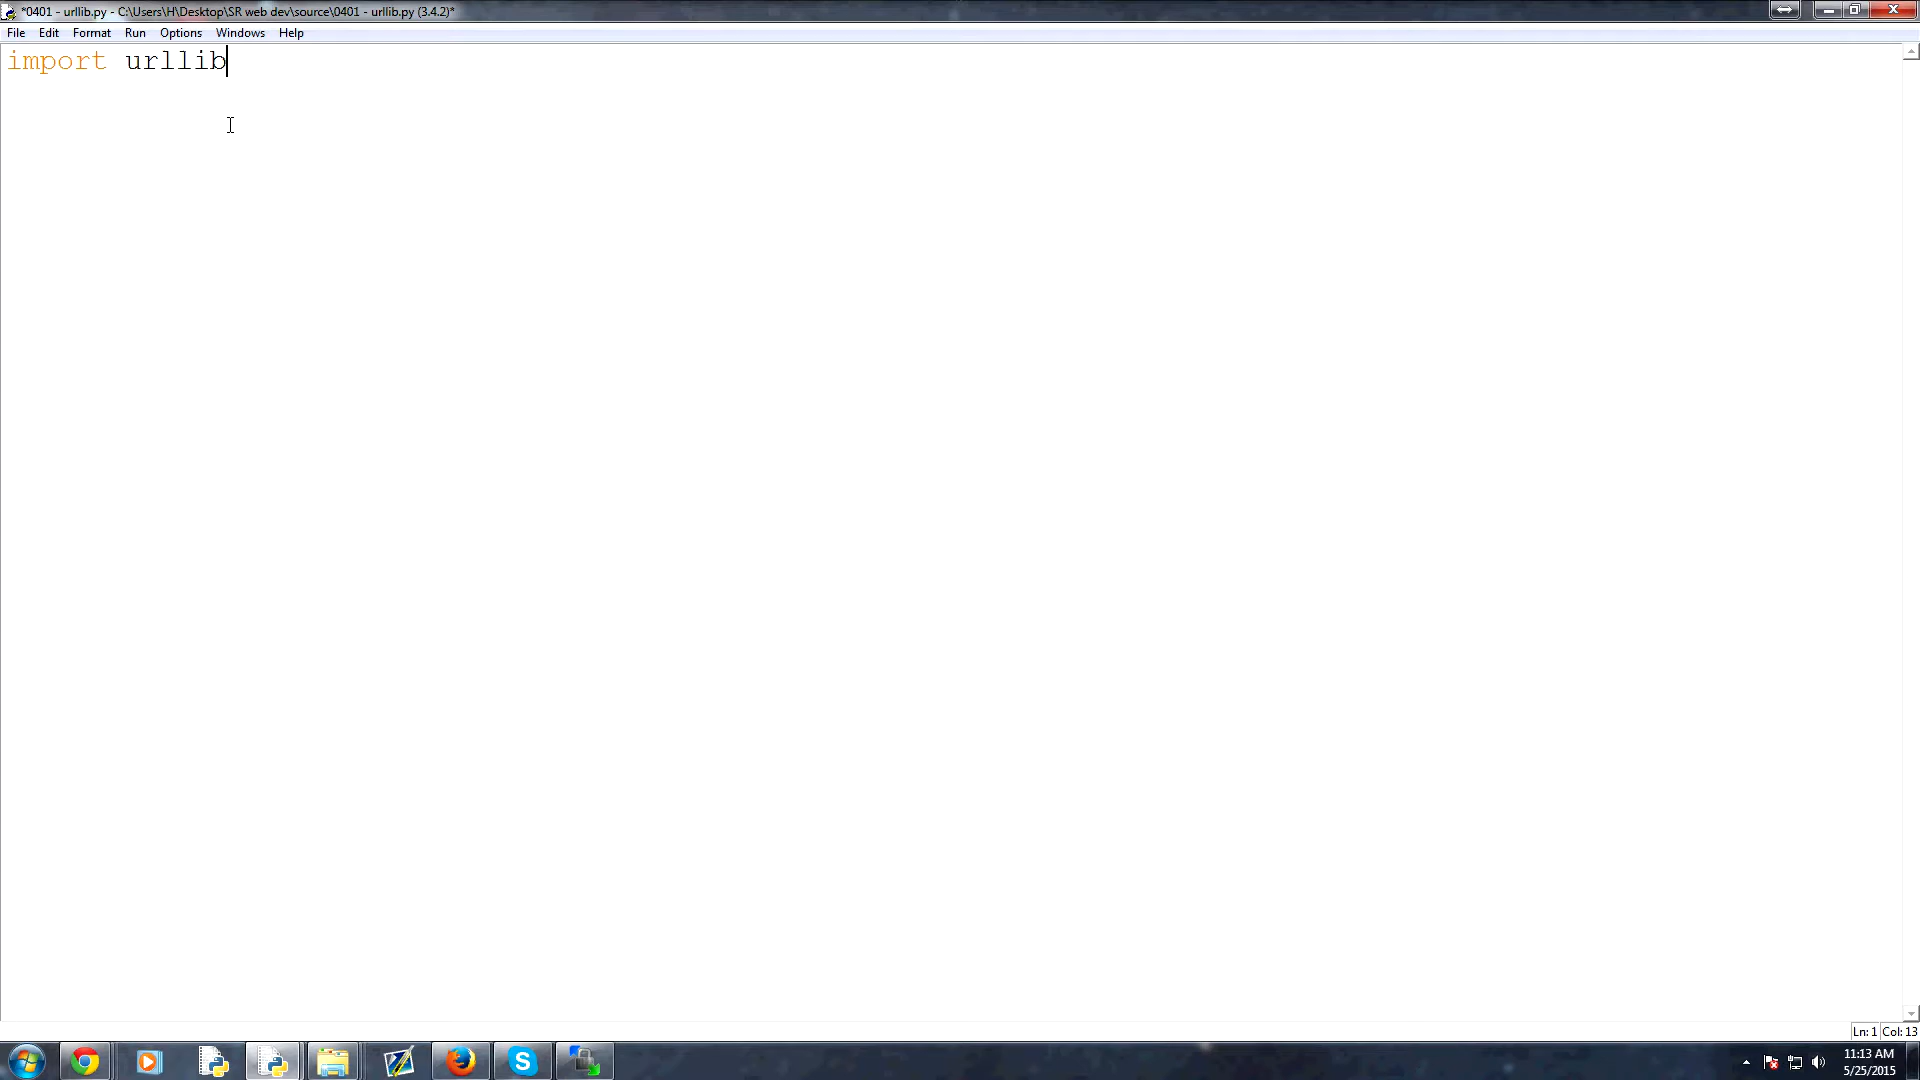 *0401 - urllib.py - C:\Users\H\Desktop\SR web dev\source\0401 - urllib.py (3.4.2)*
File Edit Format Run Options Windows Help
import urllib
Ln: 1 Col: 13
11:13 AM
5/25/2015